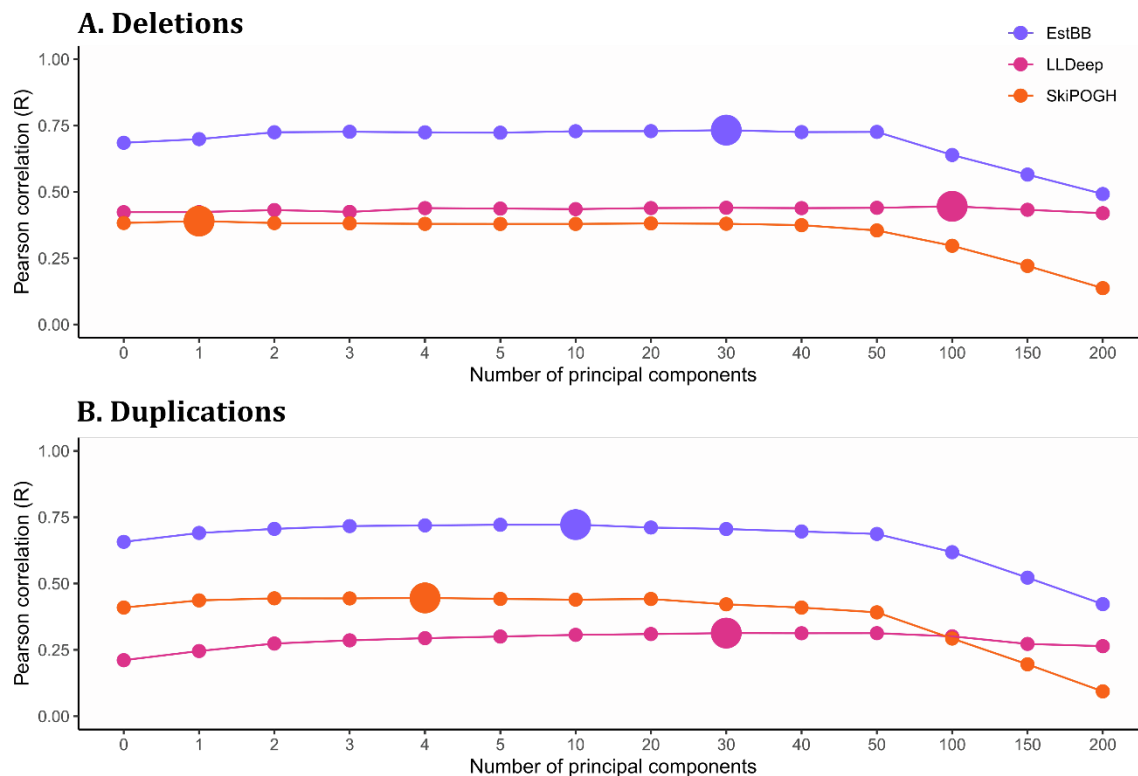 A. Deletions
EstBB
LLDeep
SkiPOGH
Pearson correlation (R)
1.00
0.75
0.50
0.25
0.00
0 1 2 3 4 5 10 20 30 40 50 100 150 200
Number of principal components
B. Duplications
Pearson correlation (R)
1.00
0.75
0.50
0.25
0.00
0 1 2 3 4 5 10 20 30 40 50 100 150 200
Number of principal components